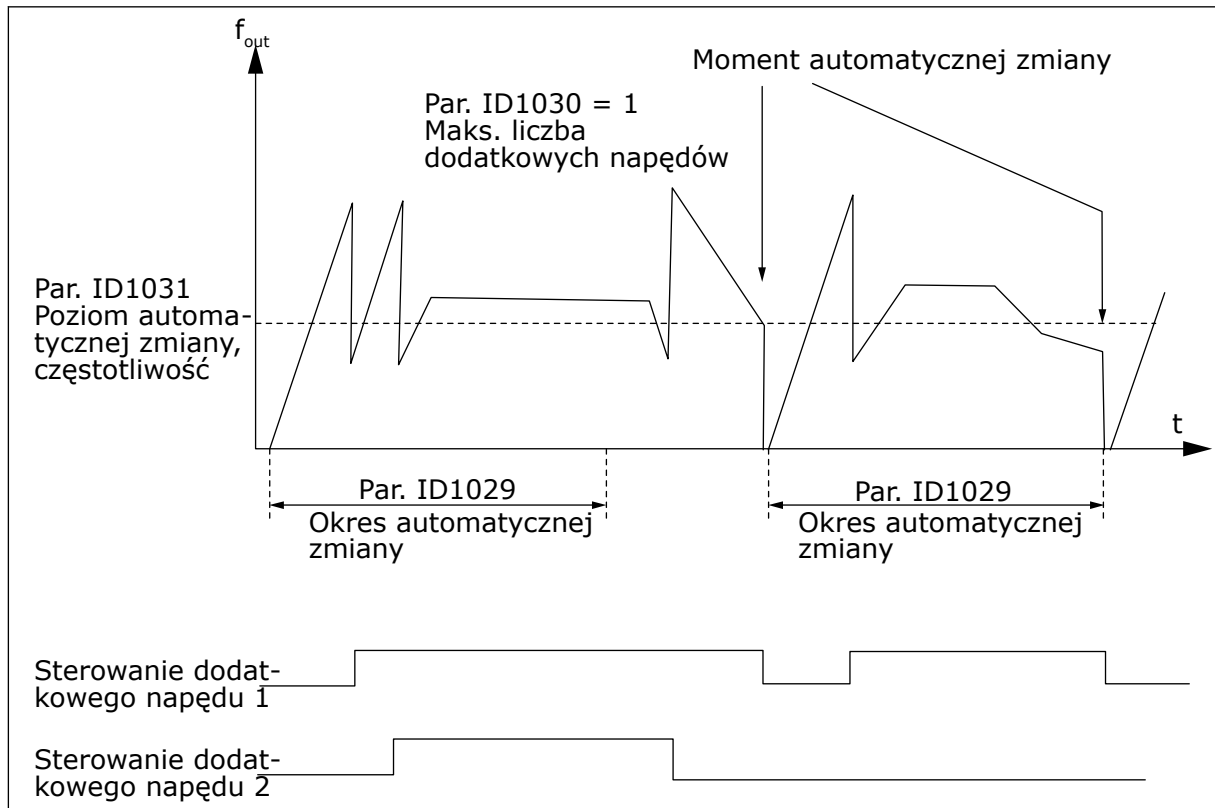 f_out
Moment automatycznej zmiany
Par. ID1030 = 1
Maks. liczba
dodatkowych napędów
Par. ID1031
Poziom automa-
tycznej zmiany,
częstotliwość
t
Par. ID1029
Okres automatycznej
zmiany
Par. ID1029
Okres automatycznej
zmiany
Sterowanie dodat-
kowego napędu 1
Sterowanie dodat-
kowego napędu 2